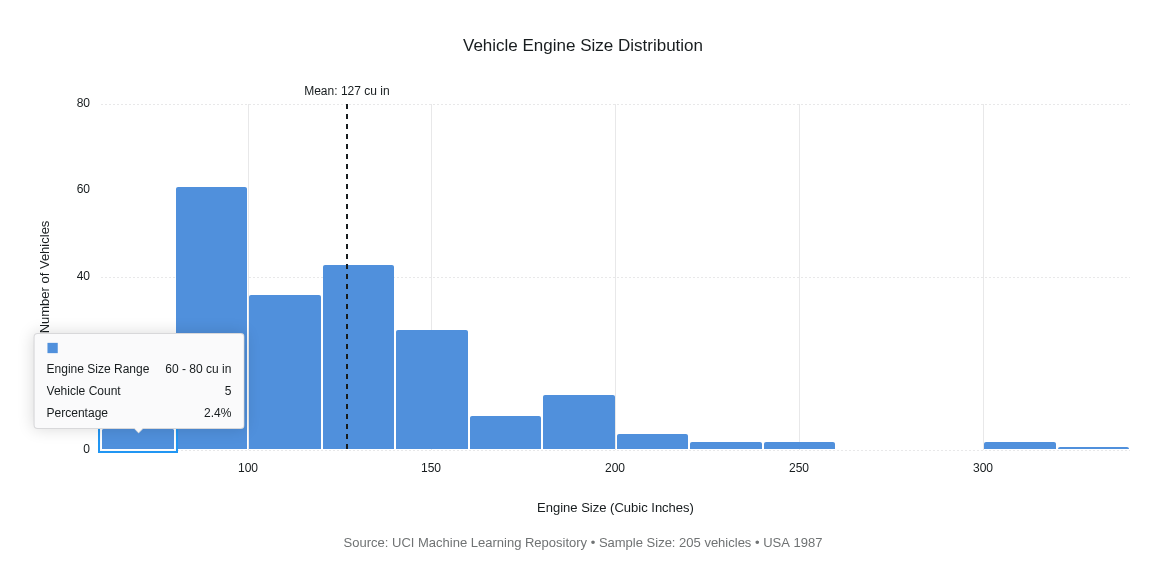 Vehicle Engine Size Distribution
Mean: 127 cu in
80
60
40
0
Number of Vehicles
Engine Size Range 60 - 80 cu in
Vehicle Count 5
Percentage 2.4%
100 150 200 250 300
Engine Size (Cubic Inches)
Source: UCI Machine Learning Repository • Sample Size: 205 vehicles • USA 1987